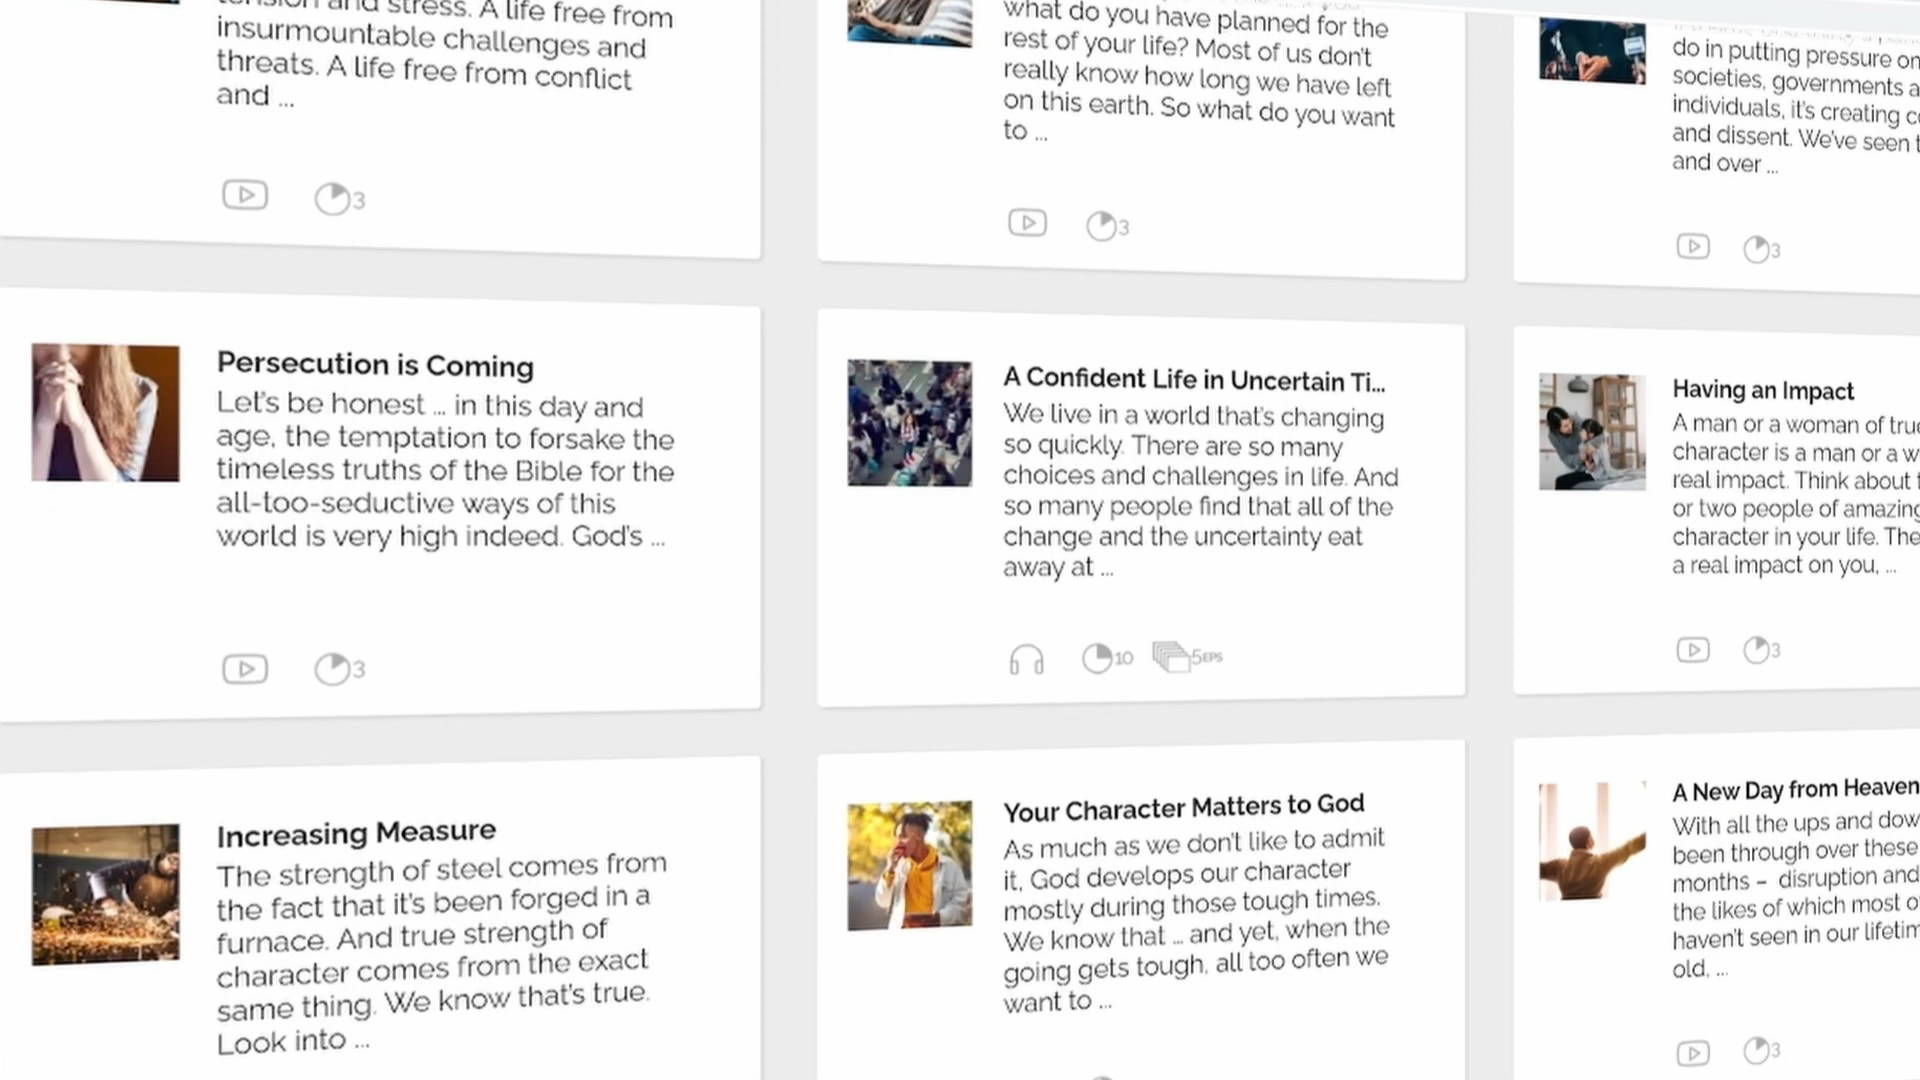 tension and stress. A life free from
insurmountable challenges and
threats. A life free from conflict
and ...
3
what do you have planned for the
rest of your life? Most of us don't
really know how long we have left
on this earth. So what do you want
to ...
3
do in putting pressure on
societies, governments a
individuals, it's creating c
and dissent. We've seen t
and over ...
3
Persecution is Coming
Let's be honest ... in this day and
age, the temptation to forsake the
timeless truths of the Bible for the
all-too-seductive ways of this
world is very high indeed. God's ...
3
A Confident Life in Uncertain Ti...
We live in a world that's changing
so quickly. There are so many
choices and challenges in life. And
so many people find that all of the
change and the uncertainty eat
away at ...
10 5EPS
Having an Impact
A man or a woman of true
character is a man or a w
real impact. Think about t
or two people of amazing
character in your life. The
a real impact on you, ...
3
Increasing Measure
The strength of steel comes from
the fact that it's been forged in a
furnace. And true strength of
character comes from the exact
same thing. We know that's true.
Look into ...
Your Character Matters to God
As much as we don't like to admit
it, God develops our character
mostly during those tough times.
We know that ... and yet, when the
going gets tough, all too often we
want to ...
A New Day from Heaven
With all the ups and dow
been through over these
months – disruption and
the likes of which most o
haven't seen in our lifetim
old, ...
3